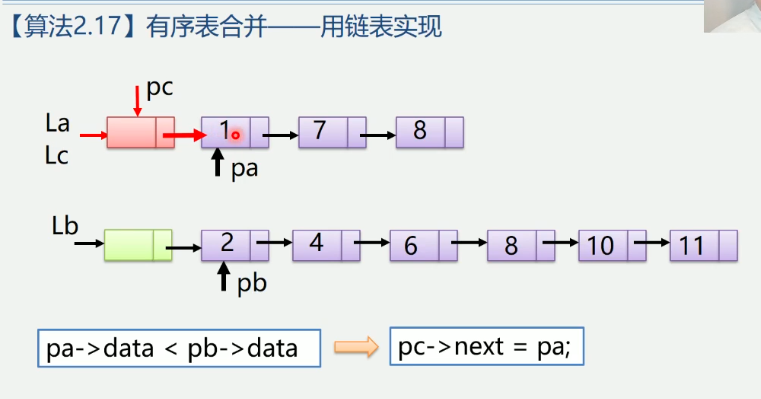 【算法2.17】有序表合并——用链表实现
pc
La
Lc
1 7 8
pa
Lb
2 4 6 8 10 11
pb
pa->data < pb->data
pc->next = pa;